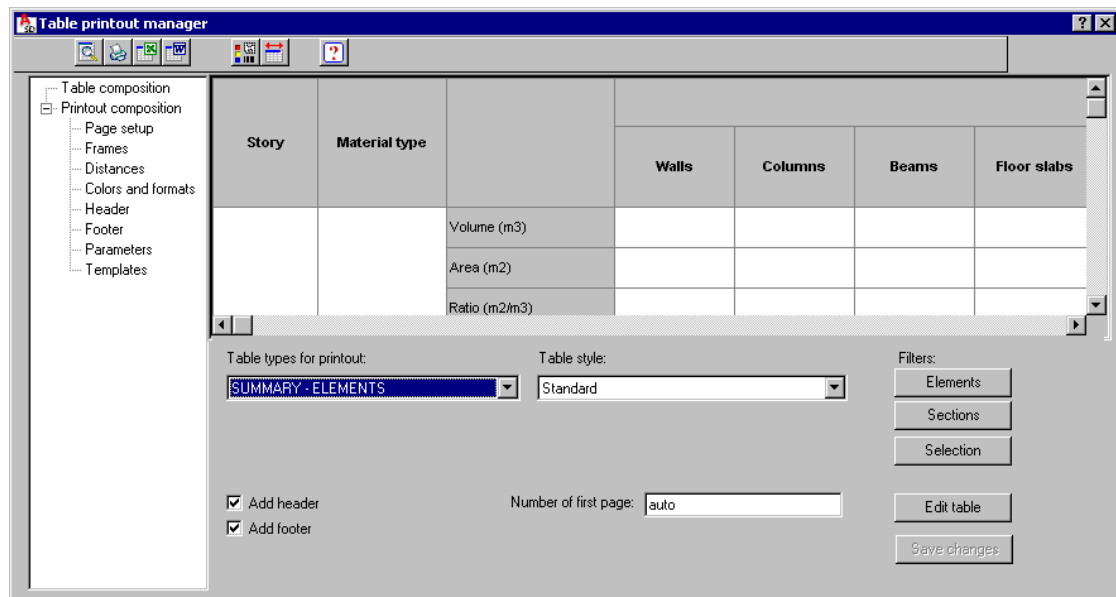 Table printout manager
Table composition
Printout composition
Page setup
Frames
Distances
Colors and formats
Header
Footer
Parameters
Templates
Story Material type
Walls Columns Beams Floor slabs
Volume (m3)
Area (m2)
Ratio (m2/m3)
Table types for printout: Table style: Filters:
SUMMARY - ELEMENTS Standard Elements
Sections
Selection
Add header Number of first page: auto Edit table
Add footer
Save changes